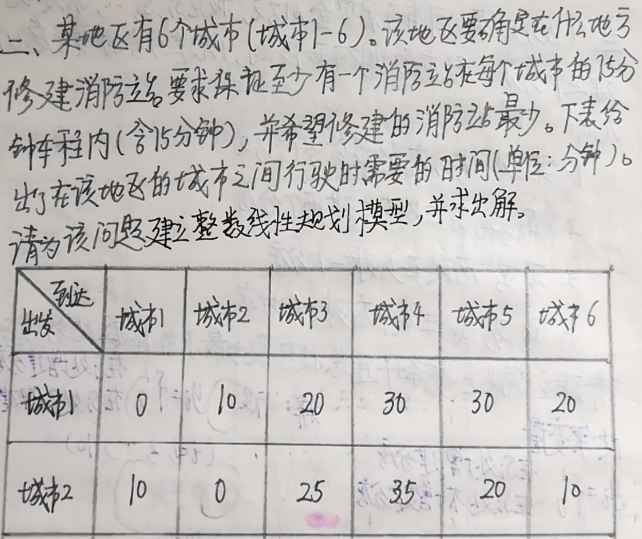 二、某地区有6个城市(城市1-6)。该地区要确定在什么地方
修建消防站。要求保证至少有一个消防站在每个城市的15分
钟车程内(含15分钟),并希望修建的消防站最少。下表给
出了在该地区的城市之间行驶时需要的时间(单位:分钟)。
请为该问题建立整数线性规划模型,并求出解。
到达
出发 城市1 城市2 城市3 城市4 城市5 城市6
城市1 0 10 20 30 30 20
城市2 10 0 25 35 20 10